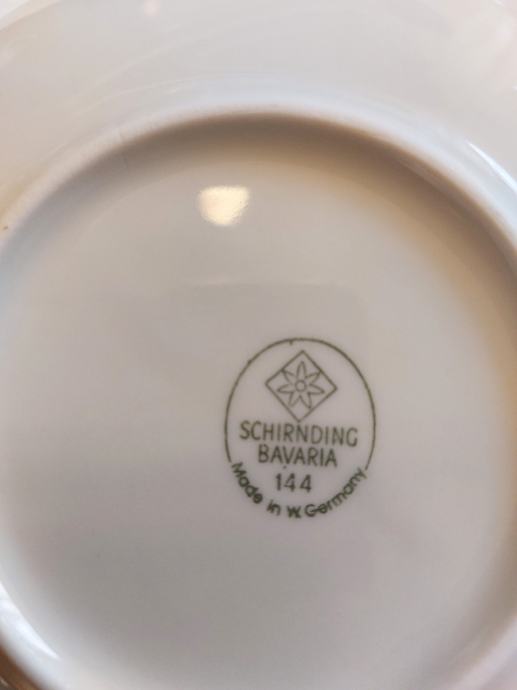 SCHIRNDING
BAVARIA
144
Made in W. Germany